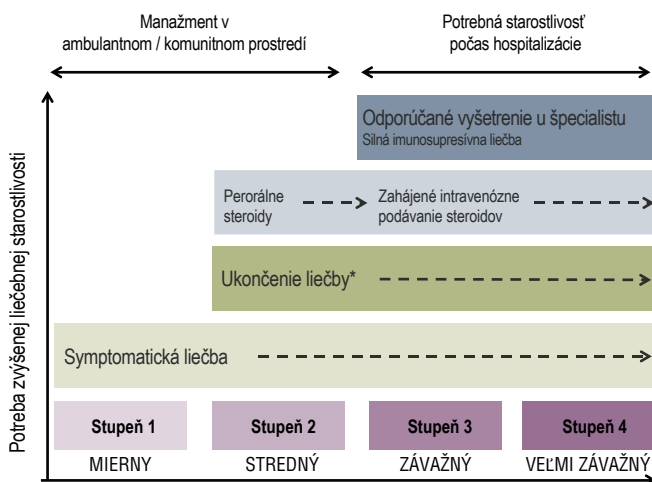 Manažment v
ambulantnom / komunitnom prostredí
Potrebná starostlivosť
počas hospitalizácie
Potreba zvýšenej liečebnej starostlivosti
Odporúčané vyšetrenie u špecialistu
Silná imunosupresívna liečba
Perorálne
steroidy
Zahájené intravenózne
podávanie steroidov
Ukončenie liečby*
Symptomatická liečba
Stupeň 1
Stupeň 2
Stupeň 3
Stupeň 4
MIERNY
STREDNÝ
ZÁVAŽNÝ
VEĽMI ZÁVAŽNÝ